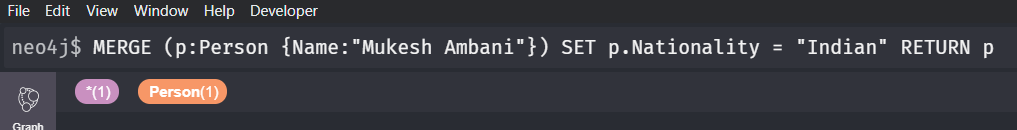 File Edit View Window Help Developer
neo4j$ MERGE (p:Person {Name:"Mukesh Ambani"}) SET p.Nationality = "Indian" RETURN p
*(1) Person(1)
Graph